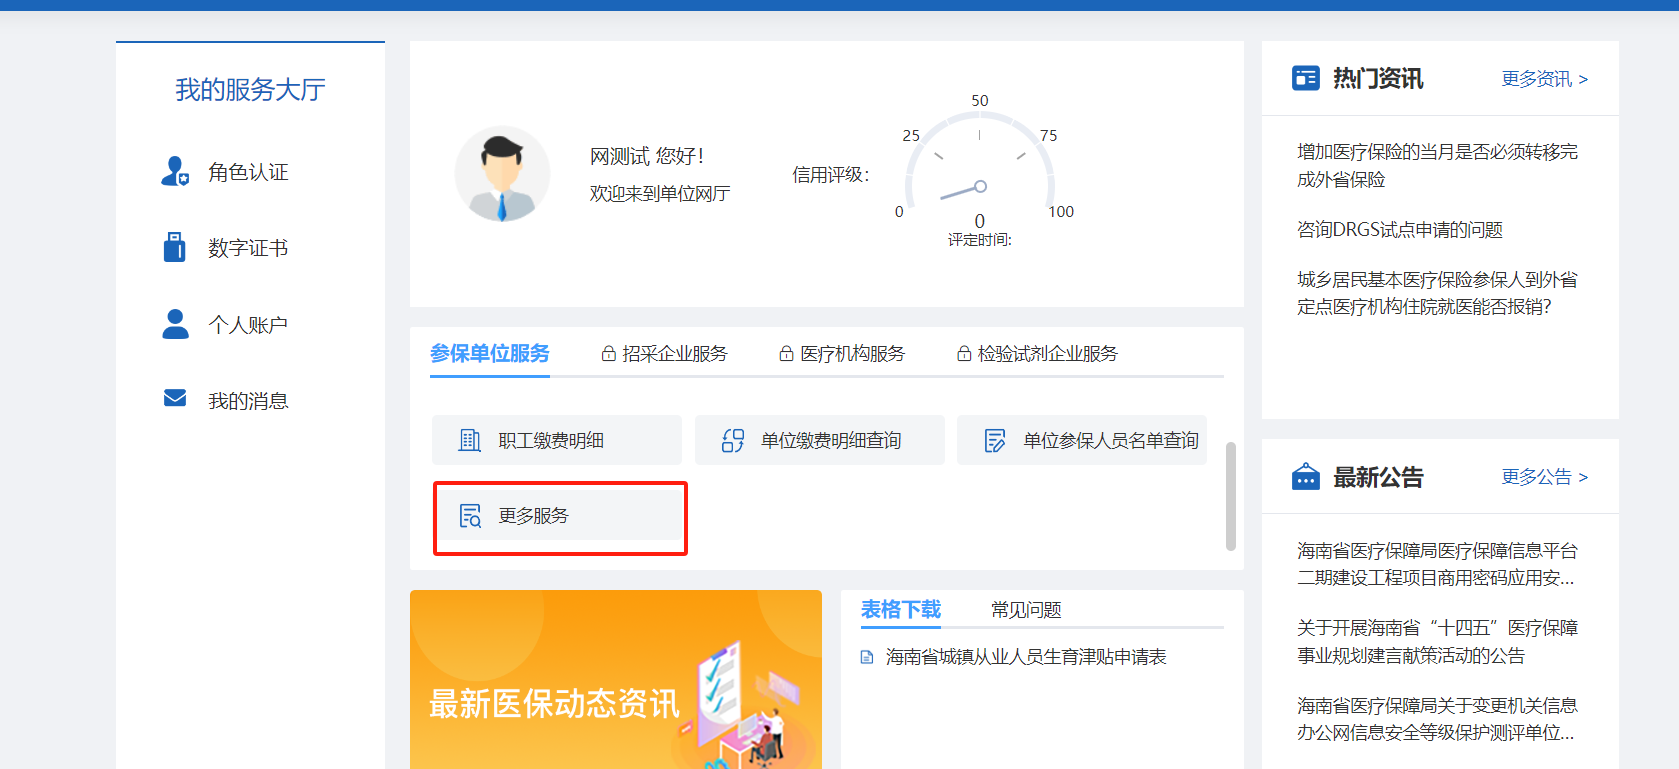 我的服务大厅
角色认证
数字证书
个人账户
我的消息
网测试 您好！
欢迎来到单位网厅
信用评级：
0
25
50
75
100
0
评定时间:
参保单位服务
招采企业服务
医疗机构服务
检验试剂企业服务
职工缴费明细
单位缴费明细查询
单位参保人员名单查询
更多服务
最新医保动态资讯
表格下载
常见问题
海南省城镇从业人员生育津贴申请表
热门资讯
更多资讯 >
增加医疗保险的当月是否必须转移完
成外省保险
咨询DRGS试点申请的问题
城乡居民基本医疗保险参保人到外省
定点医疗机构住院就医能否报销？
最新公告
更多公告 >
海南省医疗保障局医疗保障信息平台
二期建设工程项目商用密码应用安...
关于开展海南省“十四五”医疗保障
事业规划建言献策活动的公告
海南省医疗保障局关于变更机关信息
办公网信息安全等级保护测评单位...